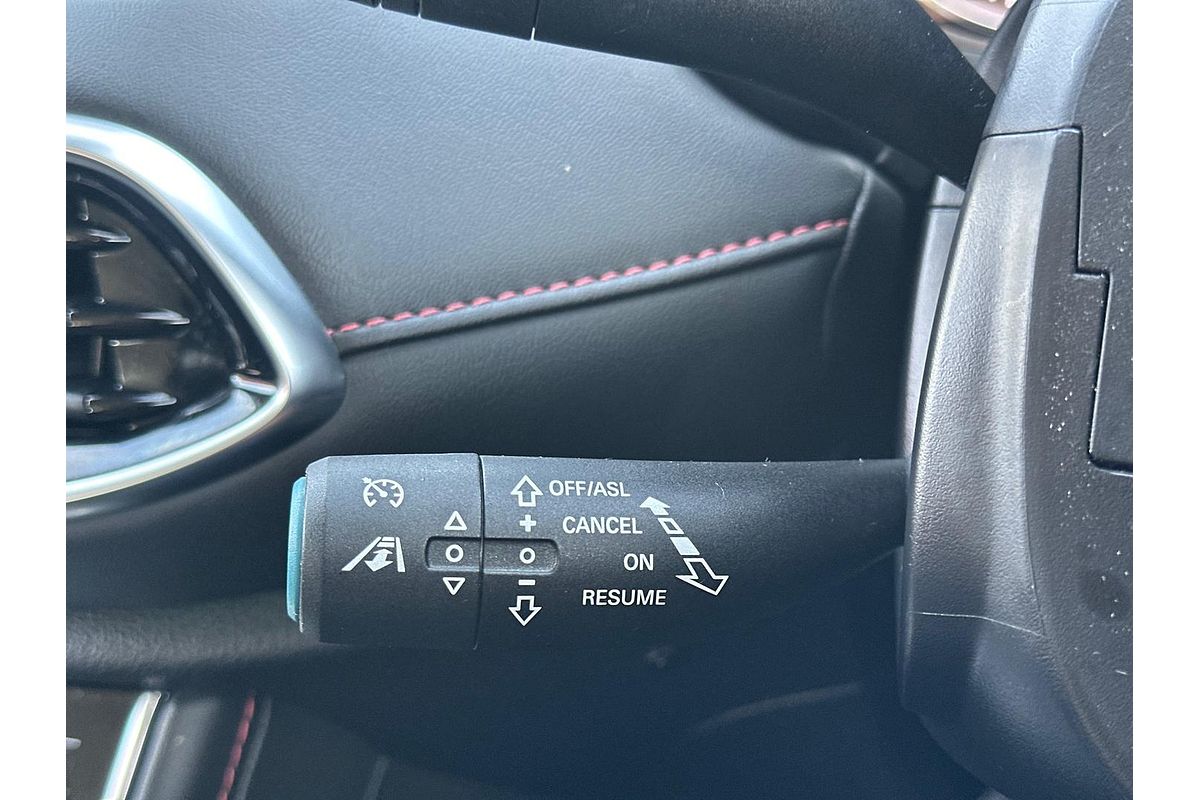 OFF/ASL
+ CANCEL
ON
-
RESUME